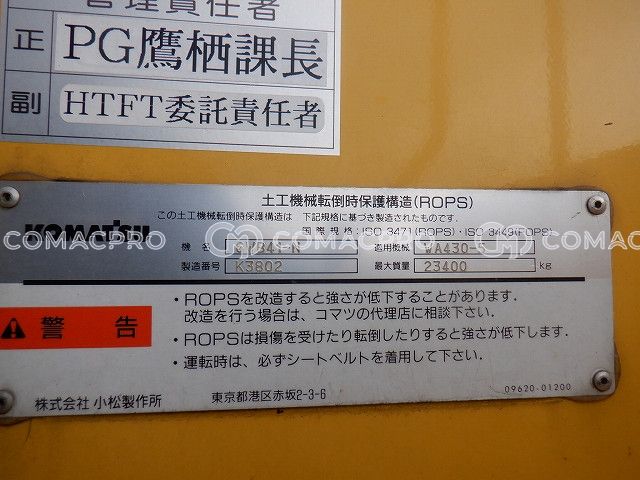 管理責任者
正 PG鷹栖課長
副 HTFT委託責任者
土工機械転倒時保護構造(ROPS)
この土工機械転倒時保護構造は 下記規格に基づき製造されたものです.
国際規格:ISO 3471(ROPS)・ISO 3449(FOPS)
KOMATSU
機名 適用機械 WA430-
製造番号 K3802 最大質量 23400 kg
COMACPRO COMACPRO COMACPRO
・ROPSを改造すると強さが低下することがあります.
改造を行う場合は、コマツの代理店に相談下さい.
警告
・ROPSは損傷を受けたり転倒したりすると強さが低下します.
・運転時は、必ずシートベルトを着用して下さい.
09620-01200
株式会社 小松製作所 東京都港区赤坂2-3-6